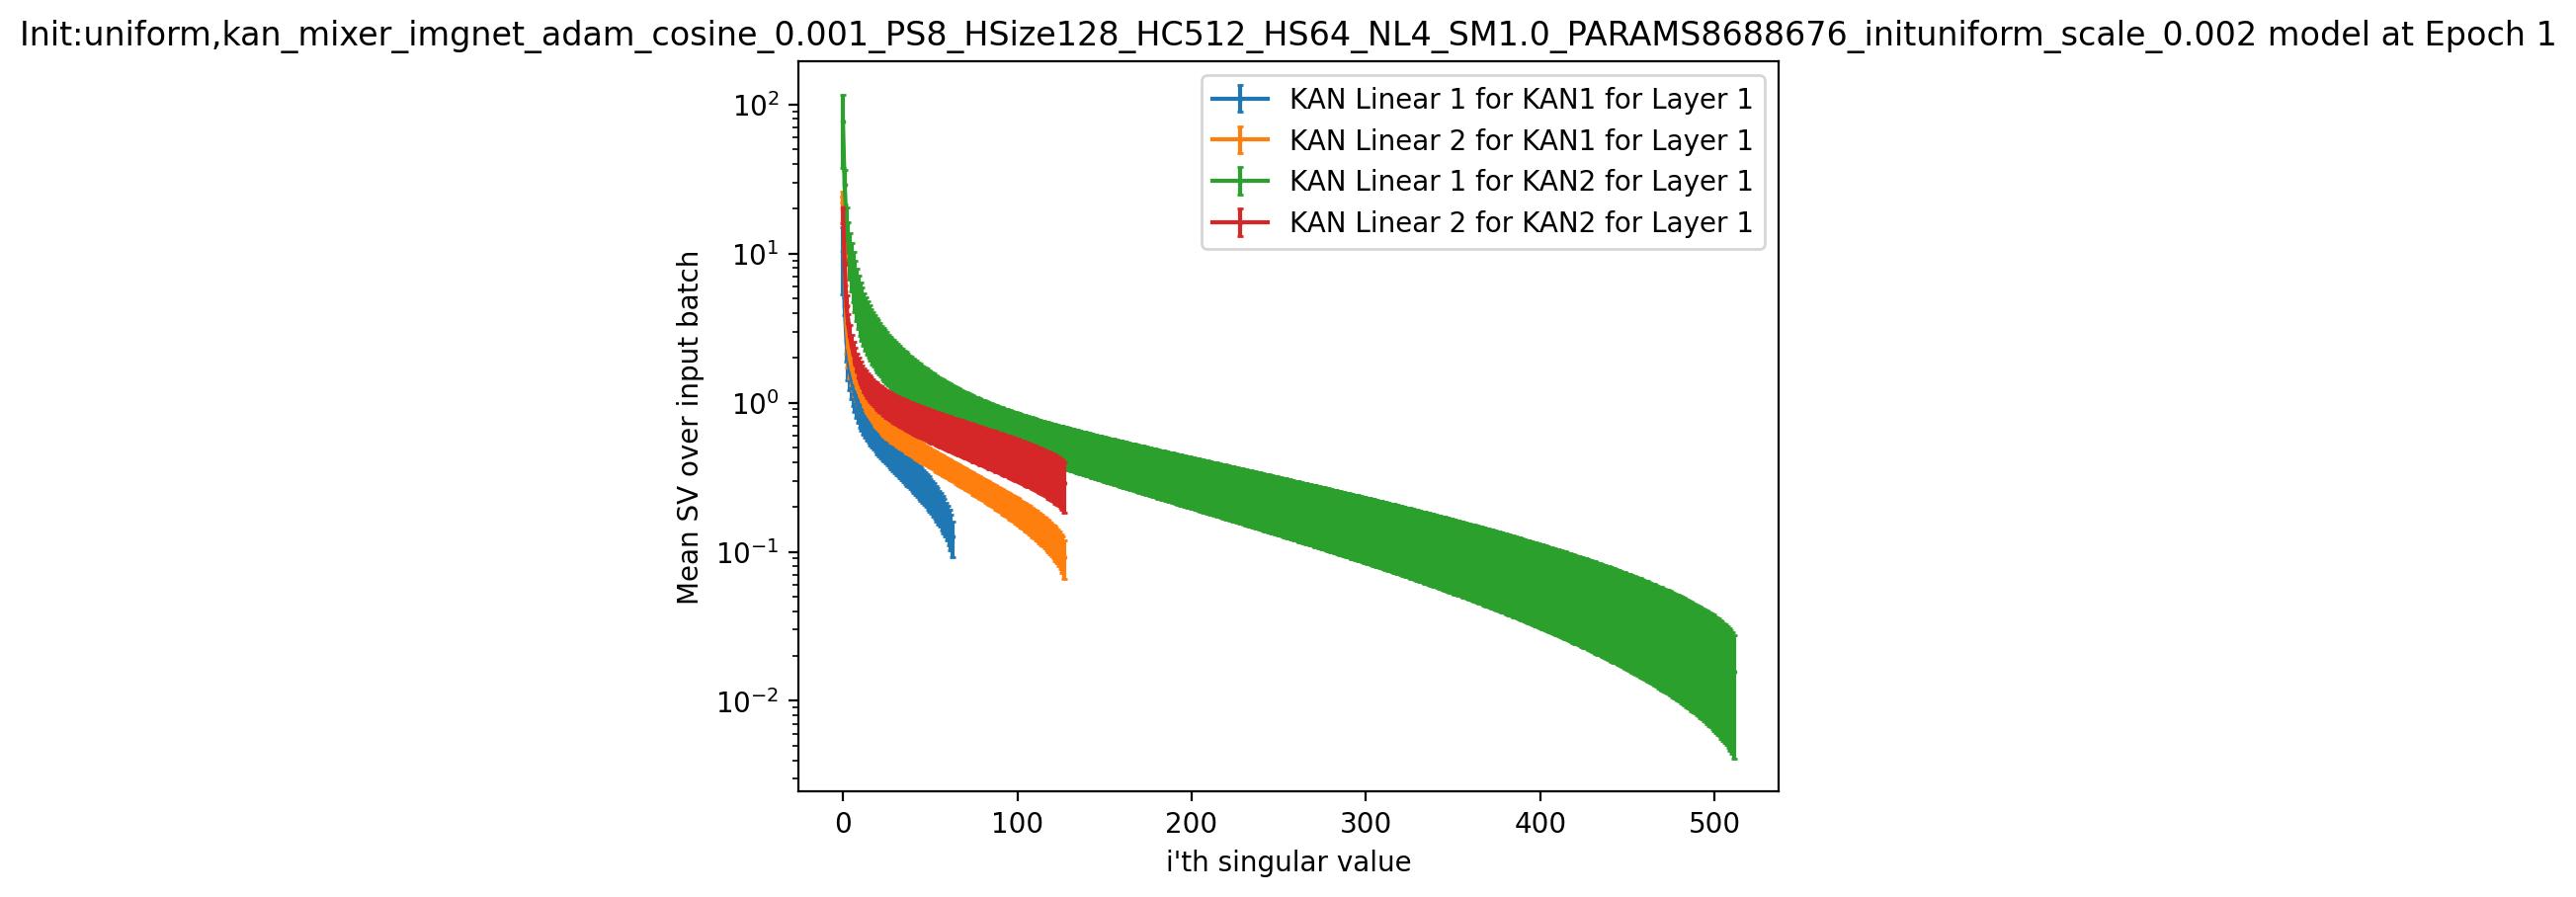 Init:uniform,kan_mixer_imgnet_adam_cosine_0.001_PS8_HSize128_HC512_HS64_NL4_SM1.0_PARAMS8688676_inituniform_scale_0.002 model at Epoch 1
KAN Linear 1 for KAN1 for Layer 1
KAN Linear 2 for KAN1 for Layer 1
KAN Linear 1 for KAN2 for Layer 1
KAN Linear 2 for KAN2 for Layer 1
Mean SV over input batch
10²
10¹
10⁰
10⁻¹
10⁻²
0 100 200 300 400 500
i'th singular value